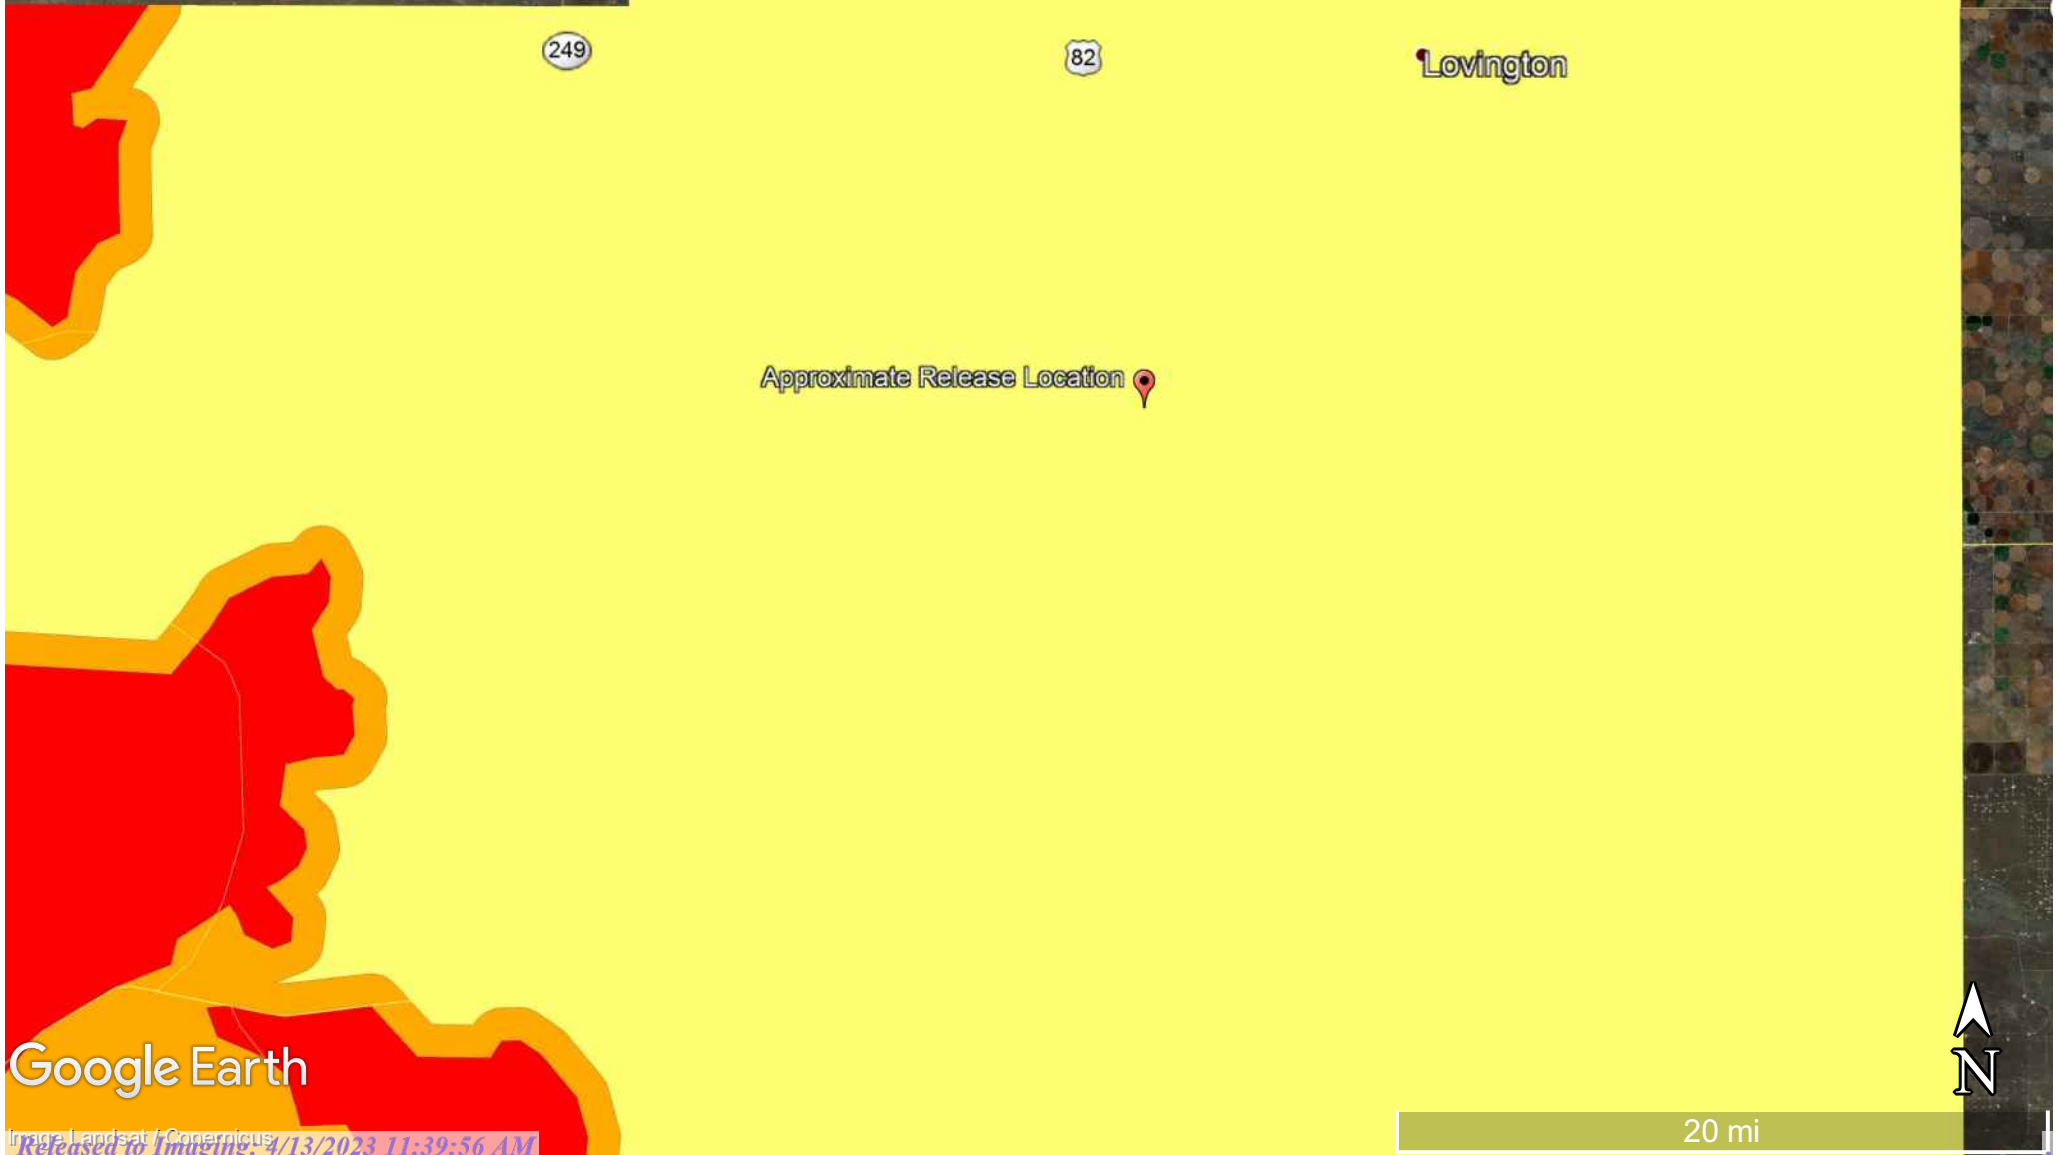 249
82
Lovington
Approximate Release Location
N
Google Earth
20 mi
Image Landsat / Copernicus
Released to Imaging: 4/13/2023 11:39:56 AM